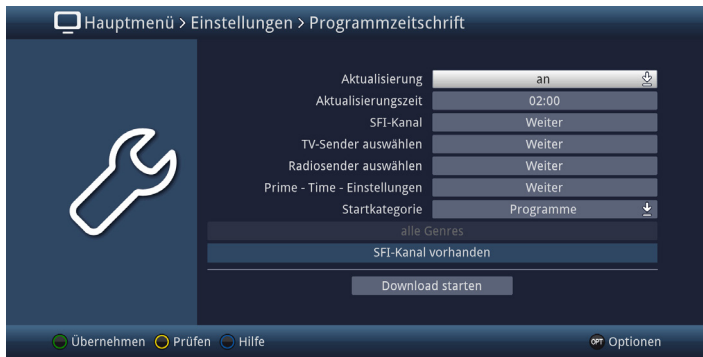 Hauptmenü > Einstellungen > Programmzeitschrift
Aktualisierung an
Aktualisierungszeit 02:00
SFI-Kanal Weiter
TV-Sender auswählen Weiter
Radiosender auswählen Weiter
Prime - Time - Einstellungen Weiter
Startkategorie Programme
alle Genres
SFI-Kanal vorhanden
Download starten
Übernehmen Prüfen Hilfe OPT Optionen